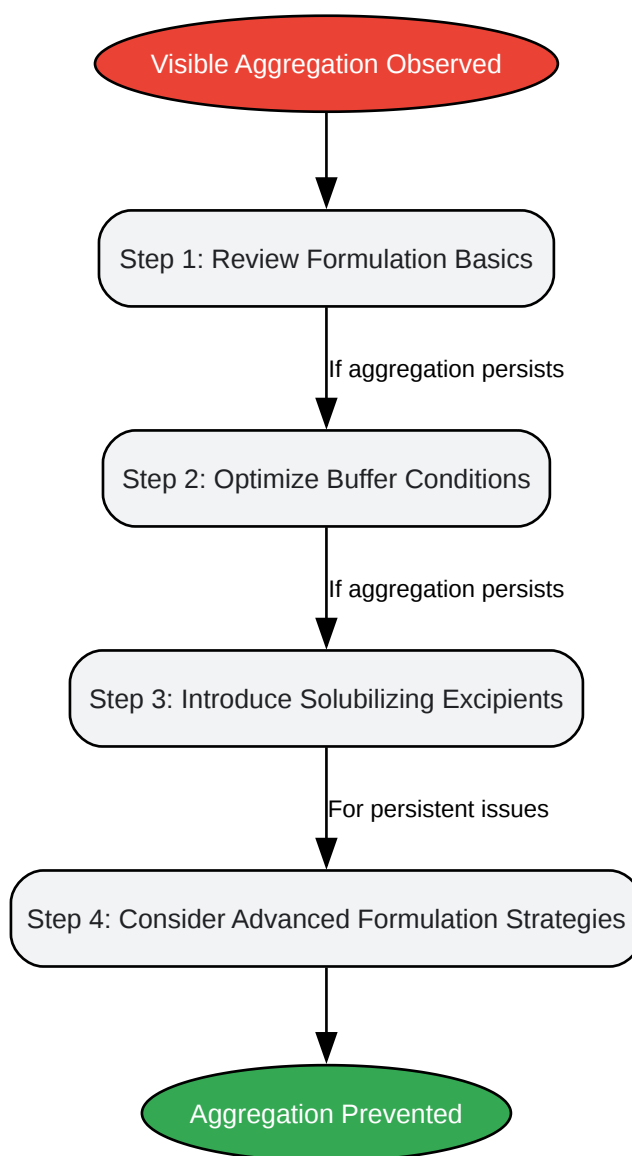 Visible Aggregation Observed
Step 1: Review Formulation Basics
If aggregation persists
Step 2: Optimize Buffer Conditions
If aggregation persists
Step 3: Introduce Solubilizing Excipients
For persistent issues
Step 4: Consider Advanced Formulation Strategies
Aggregation Prevented